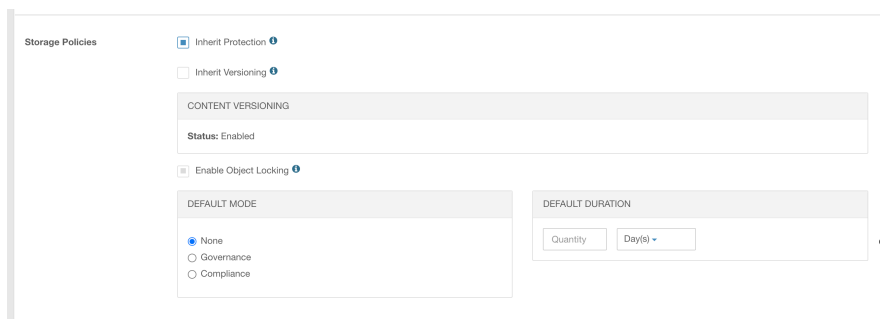 Storage Policies
Inherit Protection
Inherit Versioning
CONTENT VERSIONING
Status: Enabled
Enable Object Locking
DEFAULT MODE
None
Governance
Compliance
DEFAULT DURATION
Quantity
Day(s)